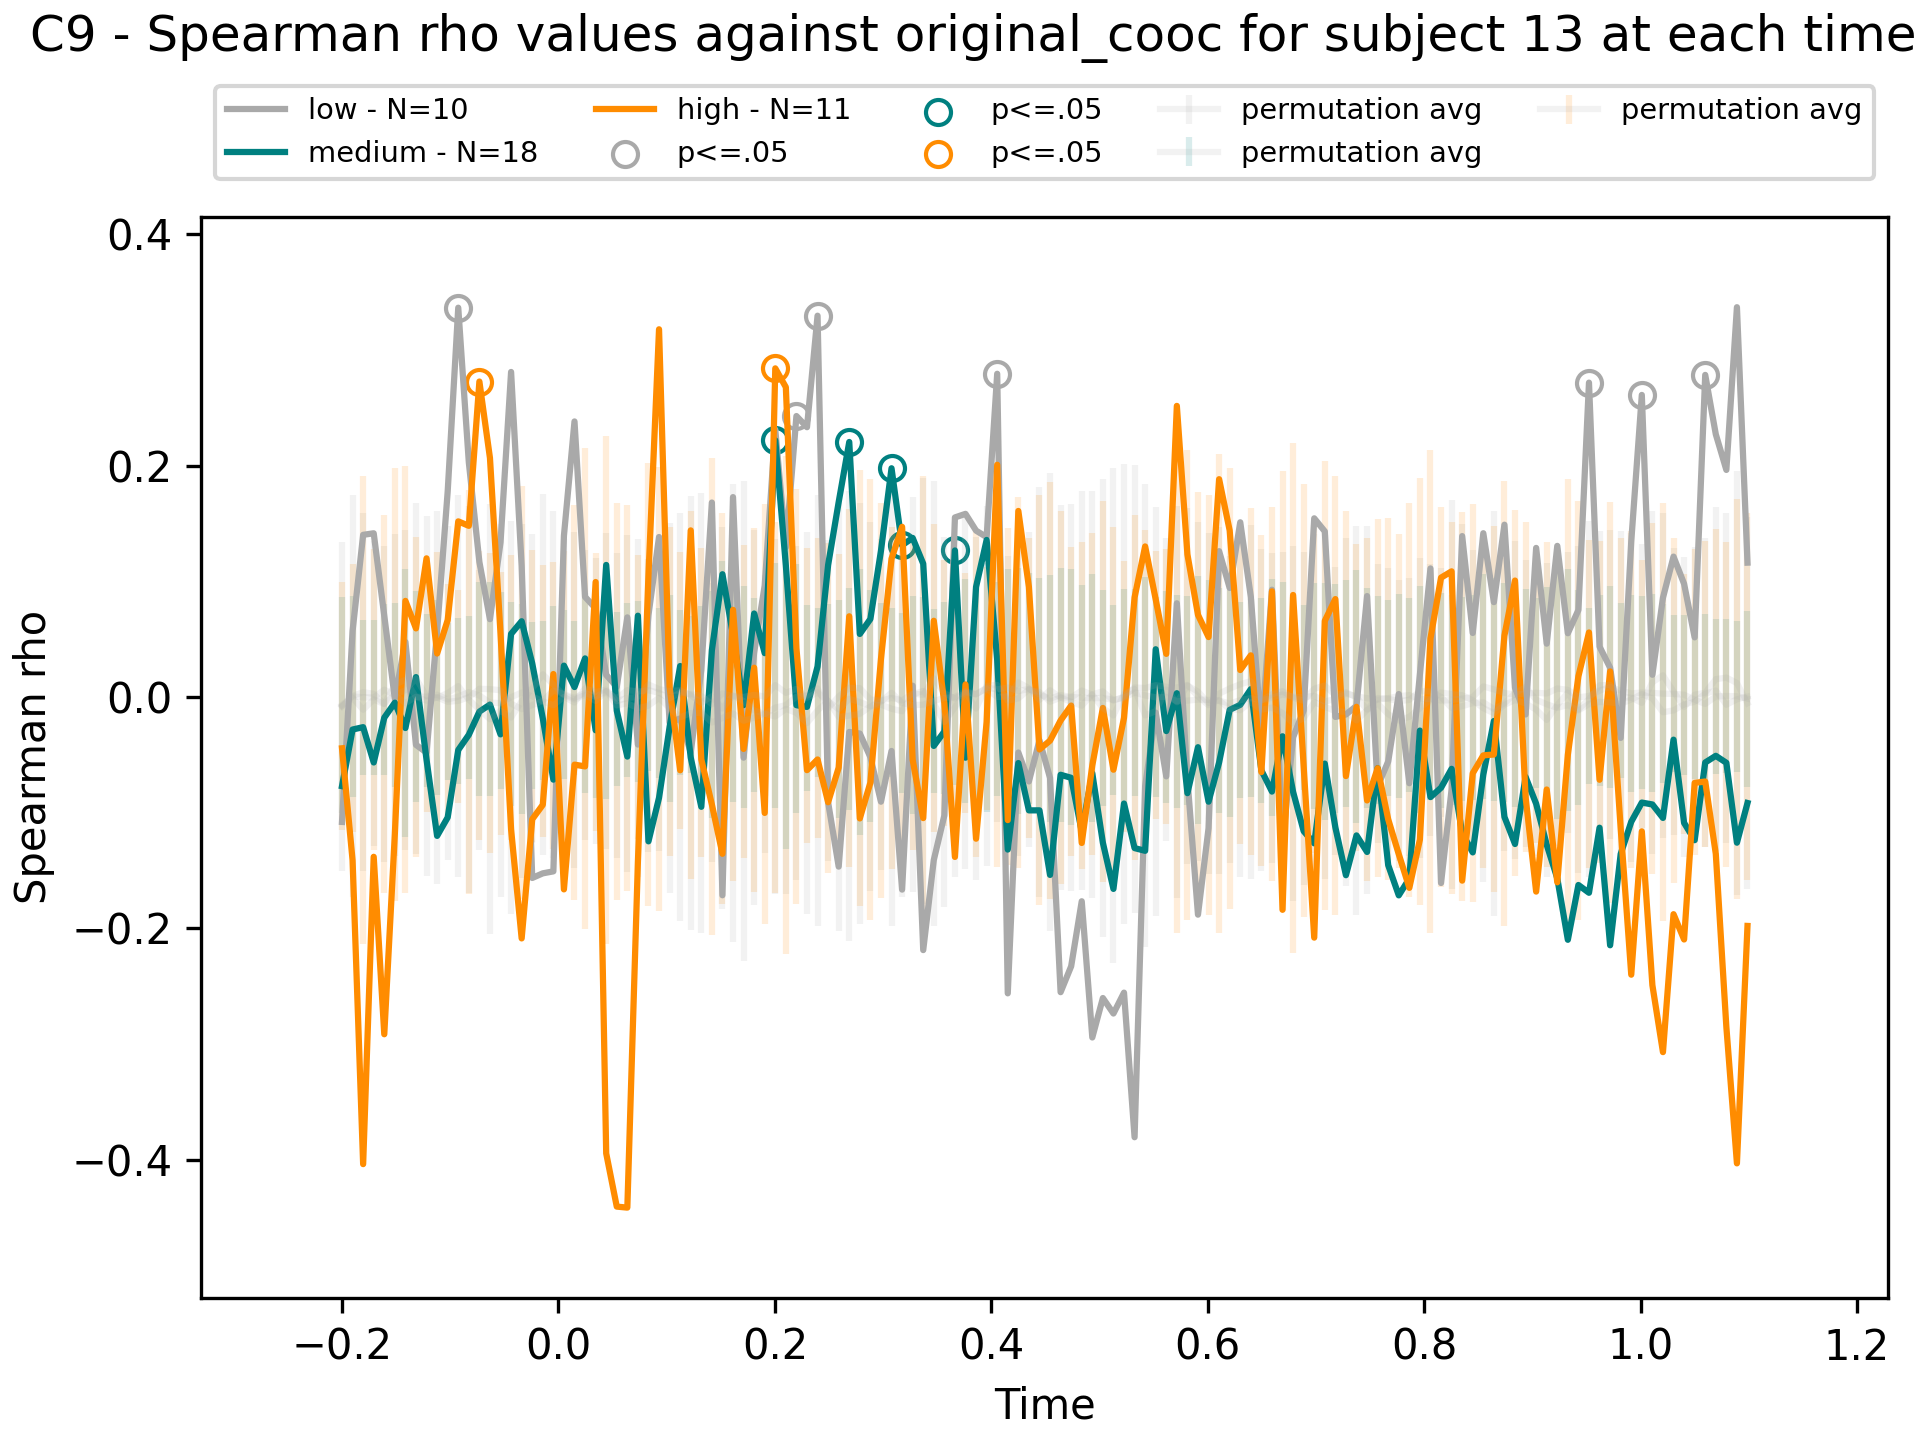 C9 - Spearman rho values against original_cooc for subject 13 at each time
low - N=10 high - N=11 p<=.05 permutation avg permutation avg
medium - N=18 p<=.05 p<=.05 permutation avg
0.4
0.2
0.0
−0.2
−0.4
Spearman rho
−0.2 0.0 0.2 0.4 0.6 0.8 1.0 1.2
Time